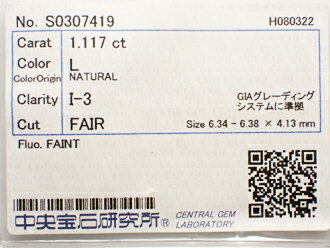 No. S0307419 H080322
Carat 1.117 ct
Color L
ColorOrigin NATURAL
Clarity I-3
GIAグレーディング
システムに準拠
Cut FAIR Size 6.34 - 6.38 × 4.13 mm
Fluo. FAINT
中央宝石研究所® CENTRAL GEM
LABORATORY